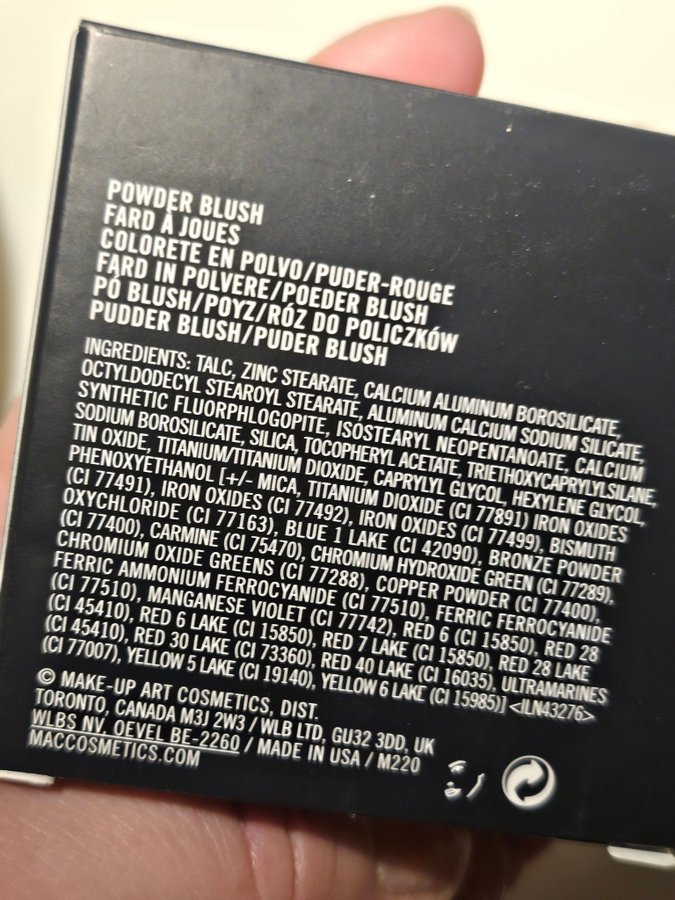 POWDER BLUSH
FARD À JOUES
COLORETE EN POLVO/PUDER-ROUGE
FARD IN POLVERE/POEDER BLUSH
PÓ BLUSH/ΡΟΥΖ/RÓŻ DO POLICZKÓW
PUDDER BLUSH/PUDER BLUSH
INGREDIENTS: TALC, ZINC STEARATE, CALCIUM ALUMINUM BOROSILICATE,
OCTYLDODECYL STEAROYL STEARATE, ALUMINUM CALCIUM SODIUM SILICATE,
SYNTHETIC FLUORPHLOGOPITE, ISOSTEARYL NEOPENTANOATE, CALCIUM
SODIUM BOROSILICATE, SILICA, TOCOPHERYL ACETATE, TRIETHOXYCAPRYLYLSILANE,
TIN OXIDE, TITANIUM/TITANIUM DIOXIDE, CAPRYLYL GLYCOL, HEXYLENE GLYCOL,
PHENOXYETHANOL [+/- MICA, TITANIUM DIOXIDE (CI 77891) IRON OXIDES
(CI 77491), IRON OXIDES (CI 77492), IRON OXIDES (CI 77499), BISMUTH
OXYCHLORIDE (CI 77163), BLUE 1 LAKE (CI 42090), BRONZE POWDER
(CI 77400), CARMINE (CI 75470), CHROMIUM HYDROXIDE GREEN (CI 77289),
CHROMIUM OXIDE GREENS (CI 77288), COPPER POWDER (CI 77400),
FERRIC AMMONIUM FERROCYANIDE (CI 77510), FERRIC FERROCYANIDE
(CI 77510), MANGANESE VIOLET (CI 77742), RED 6 (CI 15850), RED 28
(CI 45410), RED 6 LAKE (CI 15850), RED 7 LAKE (CI 15850), RED 28 LAKE
(CI 45410), RED 30 LAKE (CI 73360), RED 40 LAKE (CI 16035), ULTRAMARINES
(CI 77007), YELLOW 5 LAKE (CI 19140), YELLOW 6 LAKE (CI 15985)] <ILN43276>
© MAKE-UP ART COSMETICS, DIST.
TORONTO, CANADA M3J 2W3 / WLB LTD, GU32 3DD, UK
WLBS NV, OEVEL BE-2260 / MADE IN USA / M220
MACCOSMETICS.COM